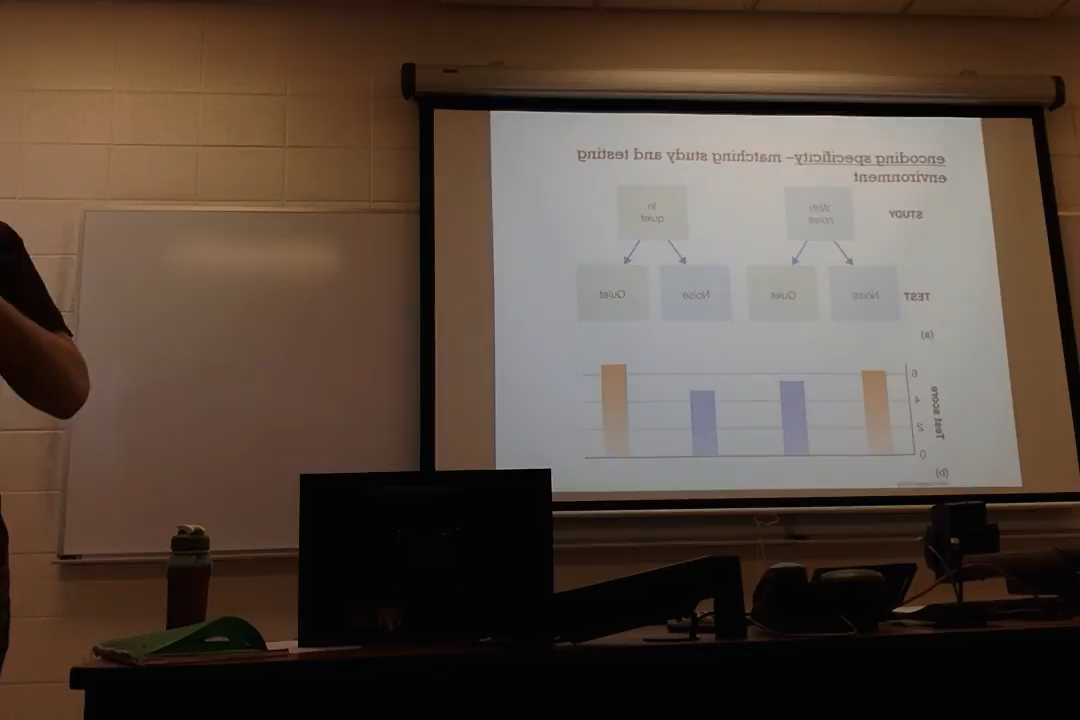 encoding specificity– matching study and testing
environment
STUDY
With
noise
In
quiet
TEST
Noise
Quiet
Noise
Quiet
(a)
Test score
6
4
2
0
(b)